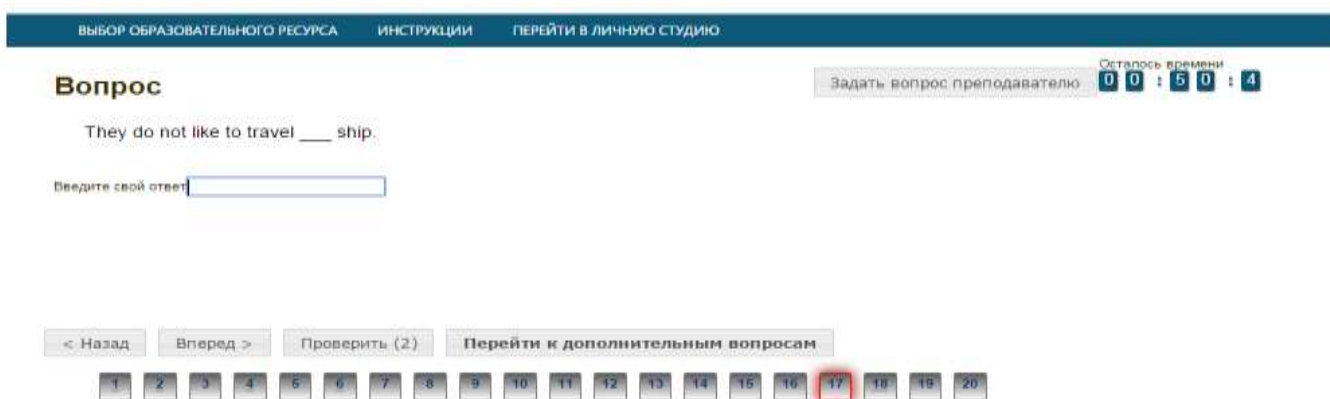 ВЫБОР ОБРАЗОВАТЕЛЬНОГО РЕСУРСА ИНСТРУКЦИИ ПЕРЕЙТИ В ЛИЧНУЮ СТУДИЮ
Вопрос
Задать вопрос преподавателю
Осталось времени
0 0 : 5 0 : 4
They do not like to travel ___ ship.
Введите свой ответ
< Назад Вперед > Проверить (2) Перейти к дополнительным вопросам
1 2 3 4 5 6 7 8 9 10 11 12 13 14 15 16 17 18 19 20